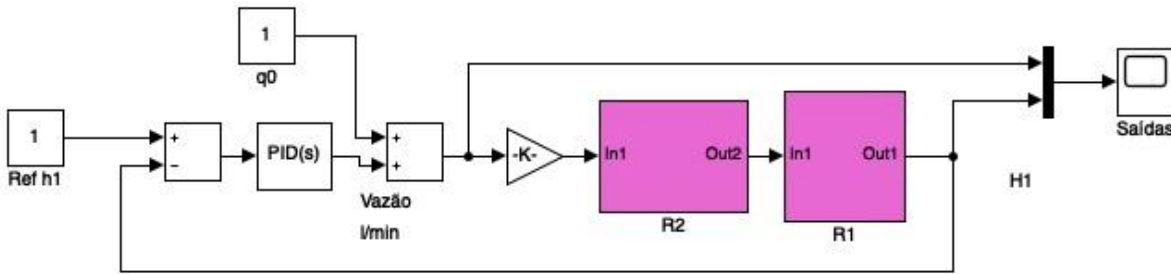 1
q0
1
Ref h1
+
−
PID(s)
+
+
Vazão
l/min
-K-
In1
Out2
R2
In1
Out1
R1
H1
Saídas